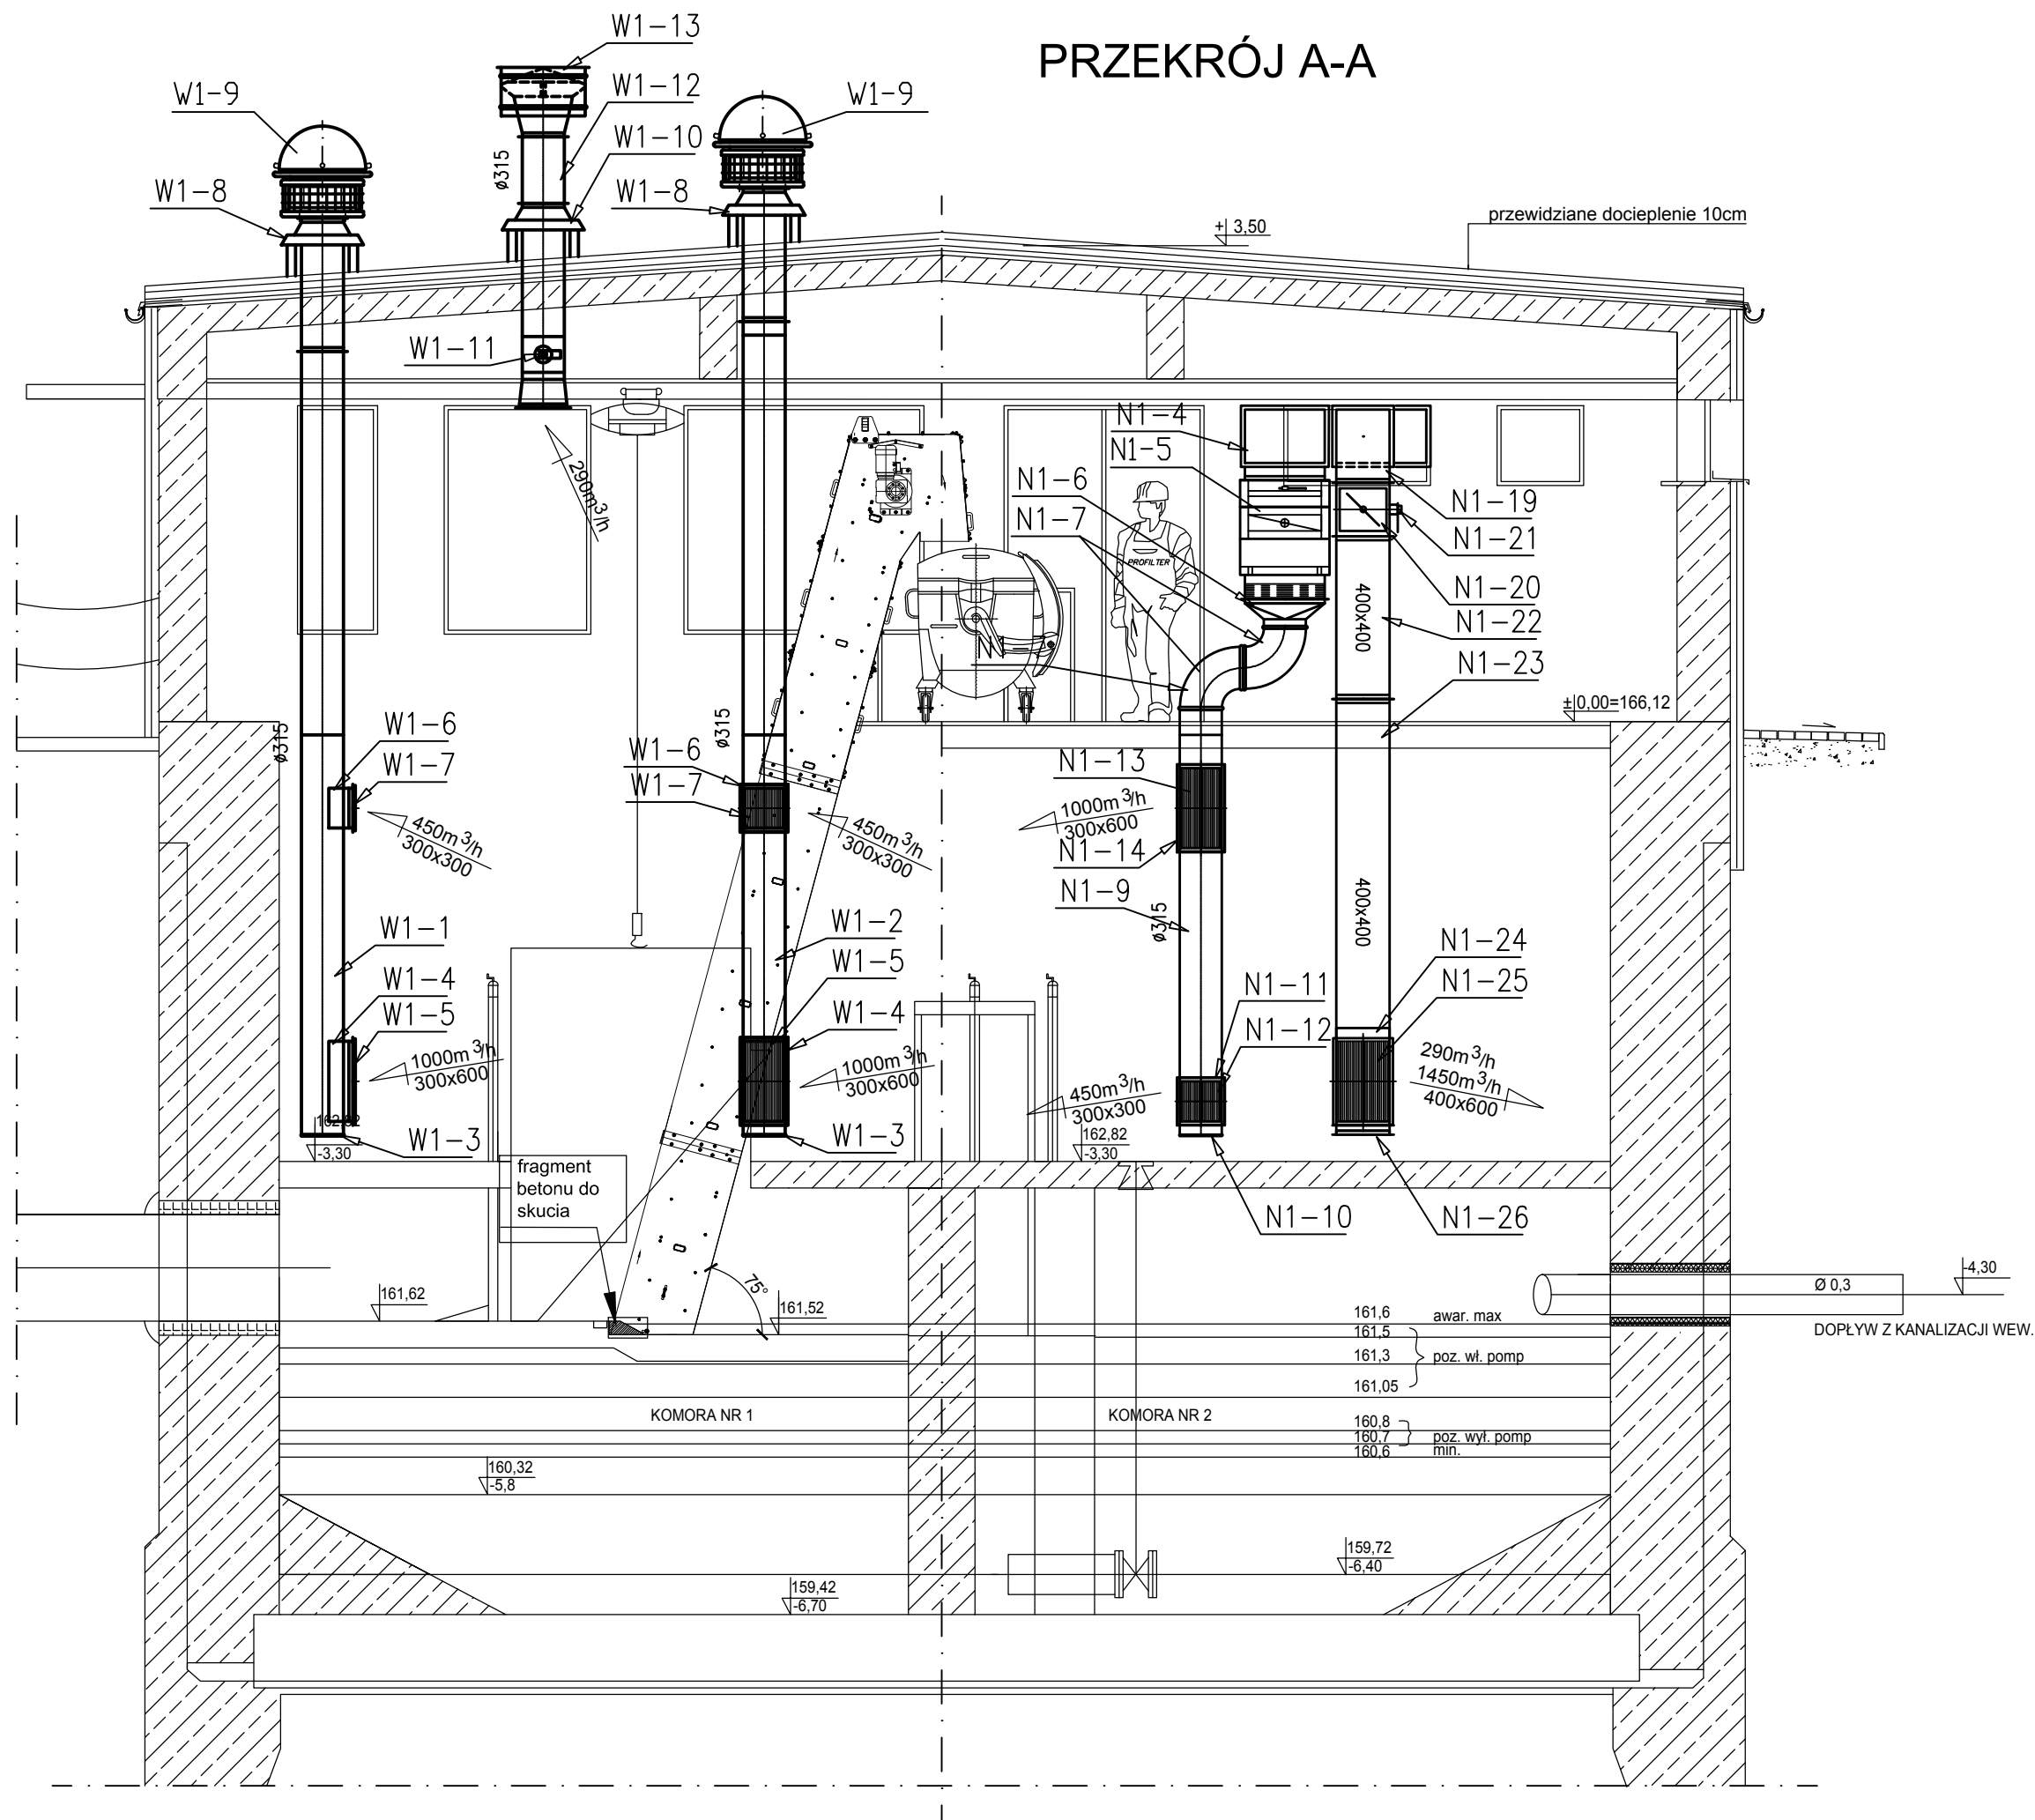 PRZEKRÓJ A-A
W1-13
W1-9
W1-12
W1-9
W1-10
ø315
W1-8
W1-8
± 3,50
przewidziane docieplenie 10cm
W1-11
290m³/h
N1-4
N1-5
N1-6
N1-7
N1-19
N1-21
N1-20
N1-22
N1-23
400x400
PROFILTER
±0,00=166,12
ø315
ø315
W1-6
W1-7
W1-6
W1-7
N1-13
450m³/h
300x300
450m³/h
300x300
1000m³/h
300x600
N1-14
N1-9
ø315
400x400
W1-1
W1-2
W1-4
W1-5
W1-5
W1-4
N1-24
N1-25
N1-11
N1-12
1000m³/h
300x600
1000m³/h
300x600
450m³/h
300x300
290m³/h
1450m³/h
400x600
162,82
-3,30
W1-3
W1-3
162,82
-3,30
fragment
betonu do
skucia
N1-10
N1-26
75°
161,62
161,52
-4,30
Ø 0,3
DOPŁYW Z KANALIZACJI WEW.
161,6 awar. max
161,5
161,3 poz. wł. pomp
161,05
KOMORA NR 1
KOMORA NR 2
160,8
160,7 poz. wył. pomp
160,6 min.
160,32
-5,8
159,72
-6,40
159,42
-6,70